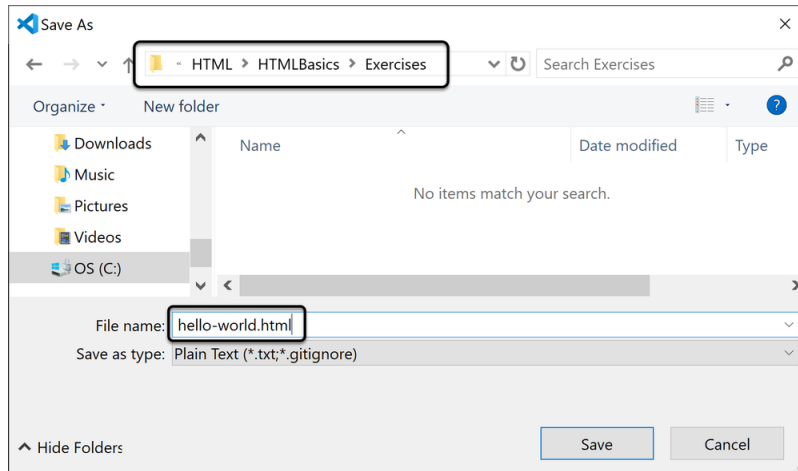 Save As
HTML > HTMLBasics > Exercises
Search Exercises
Organize
New folder
?
Name
Date modified
Type
Downloads
Music
Pictures
Videos
OS (C:)
No items match your search.
File name: hello-world.html
Save as type: Plain Text (*.txt;*.gitignore)
Hide Folders
Save
Cancel